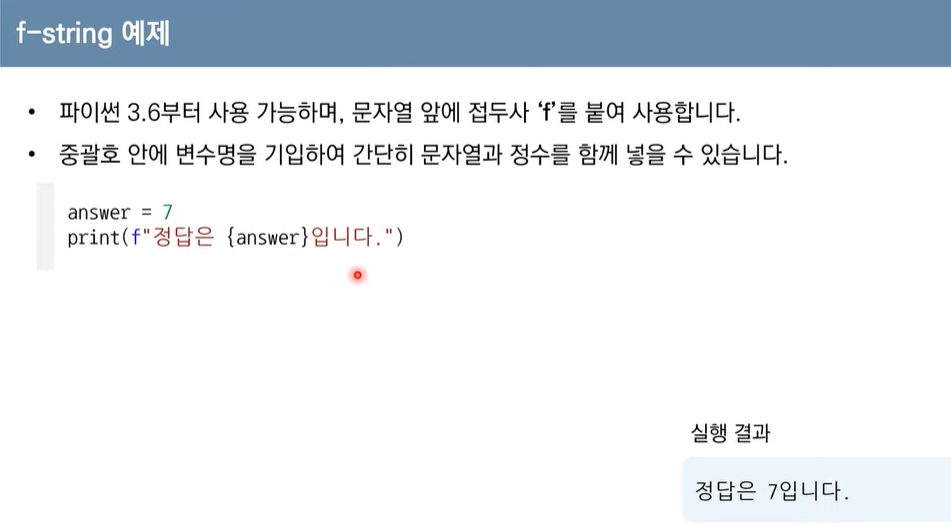 f-string 예제
• 파이썬 3.6부터 사용 가능하며, 문자열 앞에 접두사 ‘f’를 붙여 사용합니다.
• 중괄호 안에 변수명을 기입하여 간단히 문자열과 정수를 함께 넣을 수 있습니다.
answer = 7
print(f"정답은 {answer}입니다.")
실행 결과
정답은 7입니다.